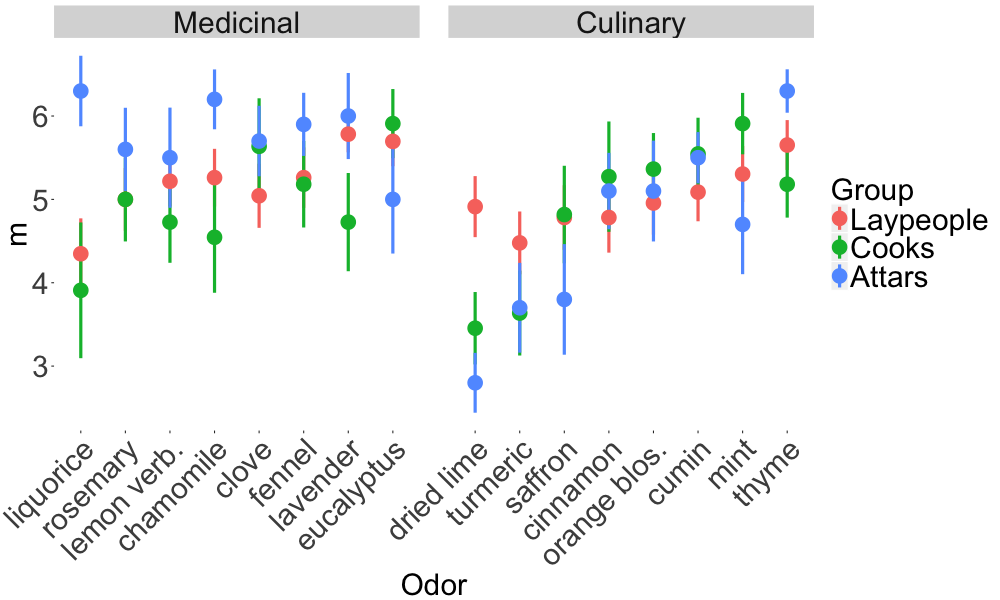 Medicinal
Culinary
m
6
5
4
3
liquorice
rosemary
lemon verb.
chamomile
clove
fennel
lavender
eucalyptus
dried lime
turmeric
saffron
cinnamon
orange blos.
cumin
mint
thyme
Odor
Group
Laypeople
Cooks
Attars